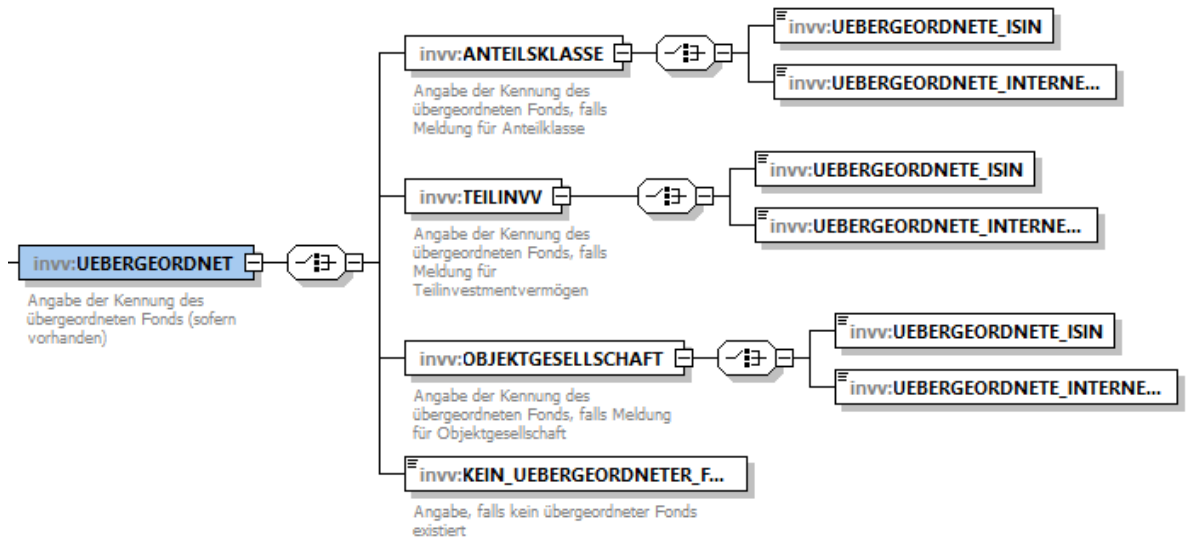 invv:UEBERGEORDNET
Angabe der Kennung des
übergeordneten Fonds (sofern
vorhanden)
invv:ANTEILSKLASSE
Angabe der Kennung des
übergeordneten Fonds, falls
Meldung für Anteilklasse
invv:UEBERGEORDNETE_ISIN
invv:UEBERGEORDNETE_INTERNE...
invv:TEILINVV
Angabe der Kennung des
übergeordneten Fonds, falls
Meldung für
Teilinvestmentvermögen
invv:UEBERGEORDNETE_ISIN
invv:UEBERGEORDNETE_INTERNE...
invv:OBJEKTGESELLSCHAFT
Angabe der Kennung des
übergeordneten Fonds, falls Meldung
für Objektgesellschaft
invv:UEBERGEORDNETE_ISIN
invv:UEBERGEORDNETE_INTERNE...
invv:KEIN_UEBERGEORDNETER_F...
Angabe, falls kein übergeordneter Fonds
existiert